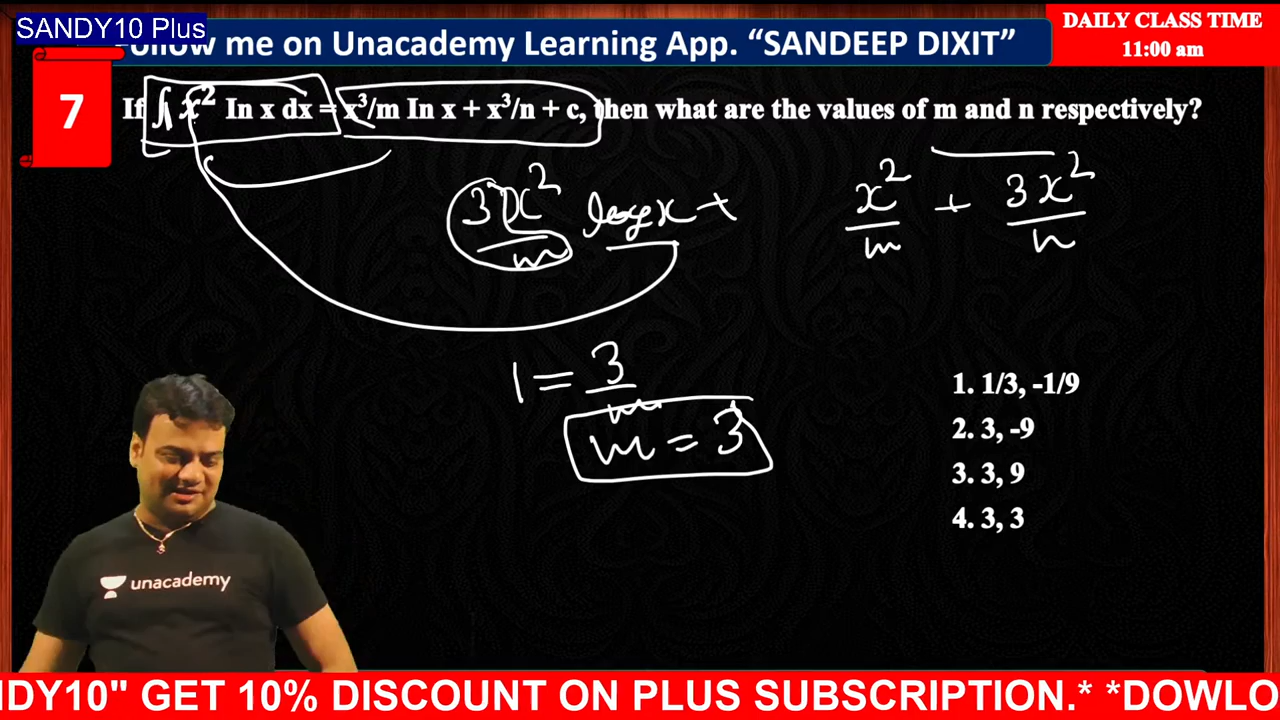 SANDY10 Plus
Follow me on Unacademy Learning App. “SANDEEP DIXIT”
DAILY CLASS TIME
11:00 am
7
If ∫ x² In x dx = x³/m In x + x³/n + c, then what are the values of m and n respectively?
3x²/m log x + x²/m + 3x²/n
1 = 3/m
m = 3
1. 1/3, -1/9
2. 3, -9
3. 3, 9
4. 3, 3
unacademy
NDY10" GET 10% DISCOUNT ON PLUS SUBSCRIPTION.* *DOWLO